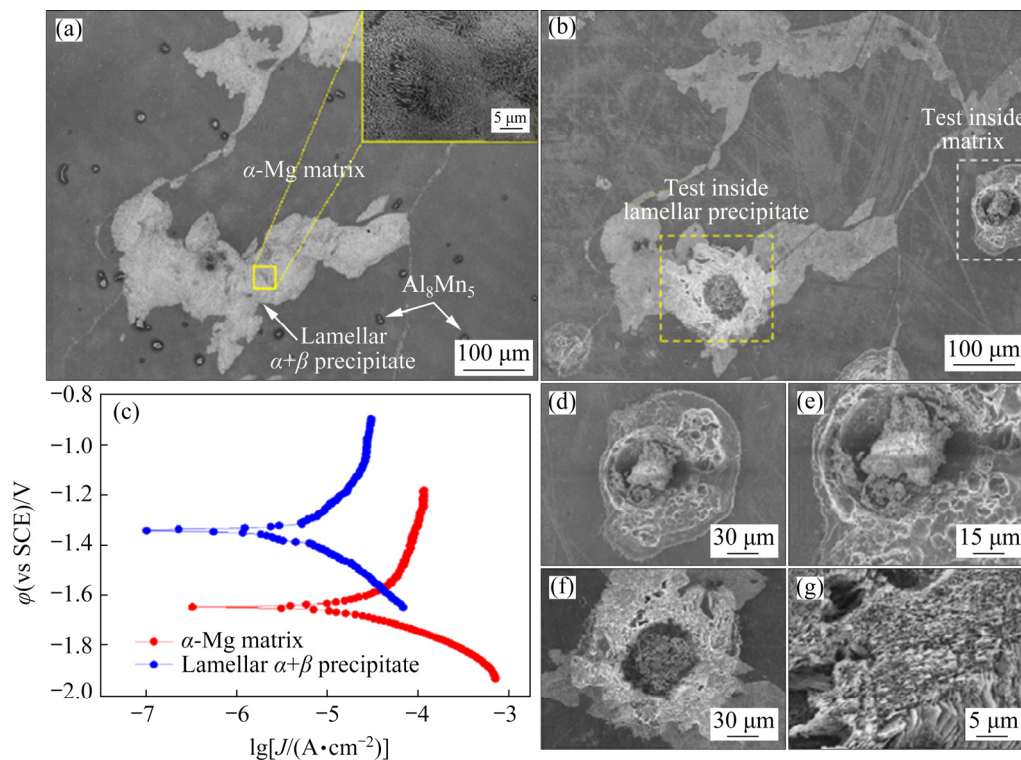 (a)
5 μm
α-Mg matrix
Al₈Mn₅
Lamellar
α+β precipitate
100 μm
(b)
Test inside
matrix
Test inside
lamellar precipitate
100 μm
(c)
−0.8
−1.0
−1.2
−1.4
−1.6
−1.8
−2.0
φ(vs SCE)/V
α-Mg matrix
Lamellar α+β precipitate
−7
−6
−5
−4
−3
lg[J/(A•cm⁻²)]
(d)
30 μm
(e)
15 μm
(f)
30 μm
(g)
5 μm